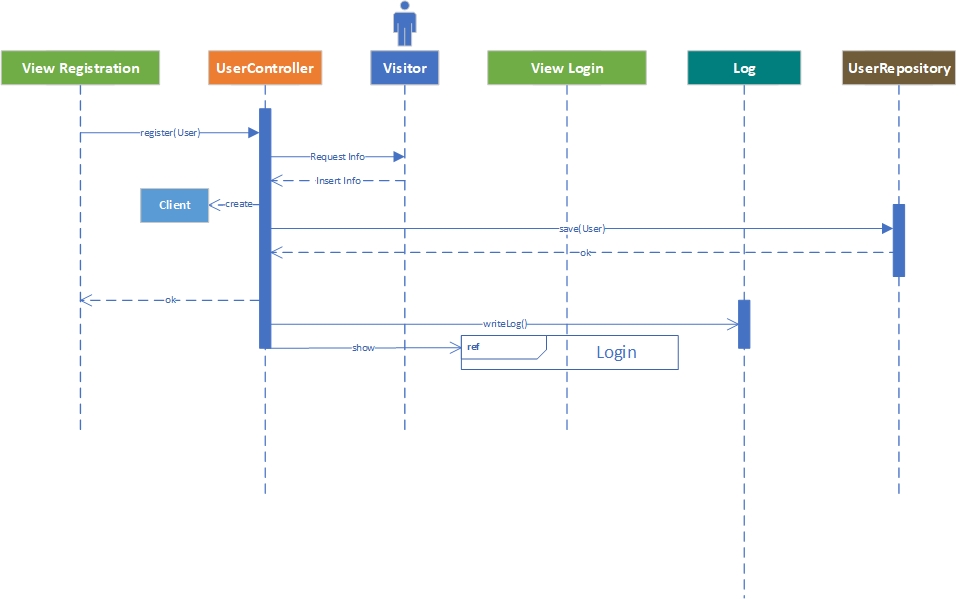 View Registration
UserController
Visitor
View Login
Log
UserRepository
register(User)
Request Info
Insert Info
Client
create
save(User)
ok
ok
writeLog()
show
ref
Login